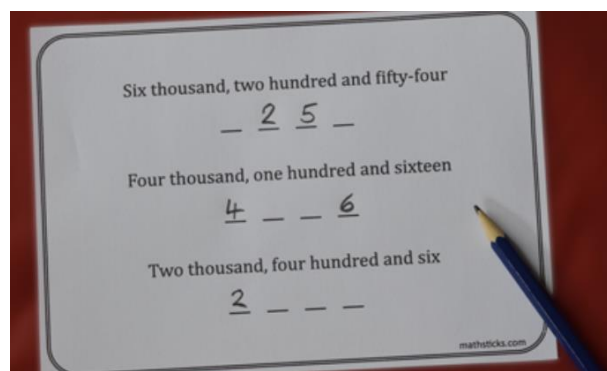 Six thousand, two hundred and fifty-four
_ 2 5 _
Four thousand, one hundred and sixteen
4 _ _ 6
Two thousand, four hundred and six
2 _ _ _
mathsticks.com